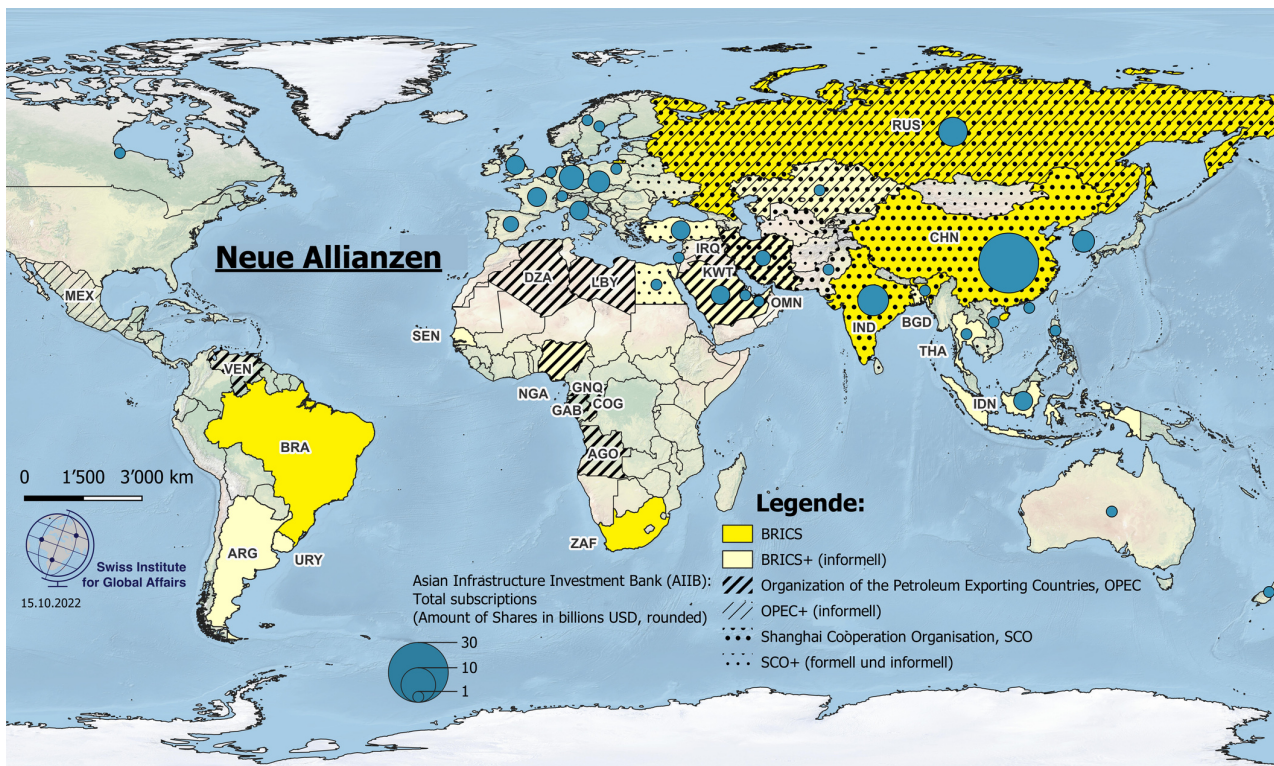 RUS
CHN
Neue Allianzen
IRQ
KWT
DZA
LBY
OMN
MEX
IND
BGD
SEN
THA
VEN
NGA
GNQ
GAB
COG
IDN
BRA
AGO
0 1'500 3'000 km
Legende:
BRICS
ZAF
ARG
URY
BRICS+ (informell)
Swiss Institute
for Global Affairs
15.10.2022
Asian Infrastructure Investment Bank (AIIB):
Total subscriptions
(Amount of Shares in billions USD, rounded)
Organization of the Petroleum Exporting Countries, OPEC
OPEC+ (informell)
Shanghai Cooperation Organisation, SCO
SCO+ (formell und informell)
30
10
1